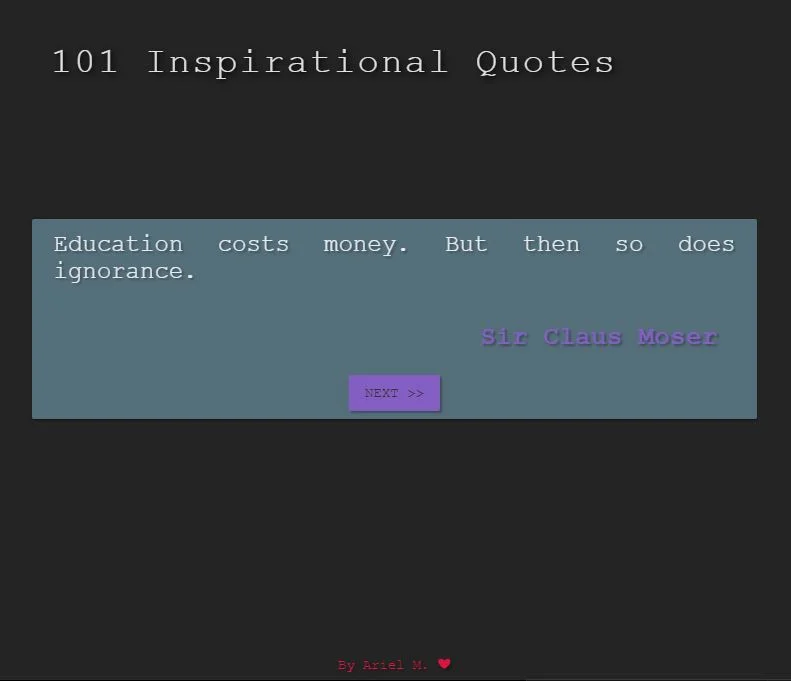 101 Inspirational Quotes
Education costs money. But then so does
ignorance.
Sir Claus Moser
NEXT >>
By Ariel M. ❤